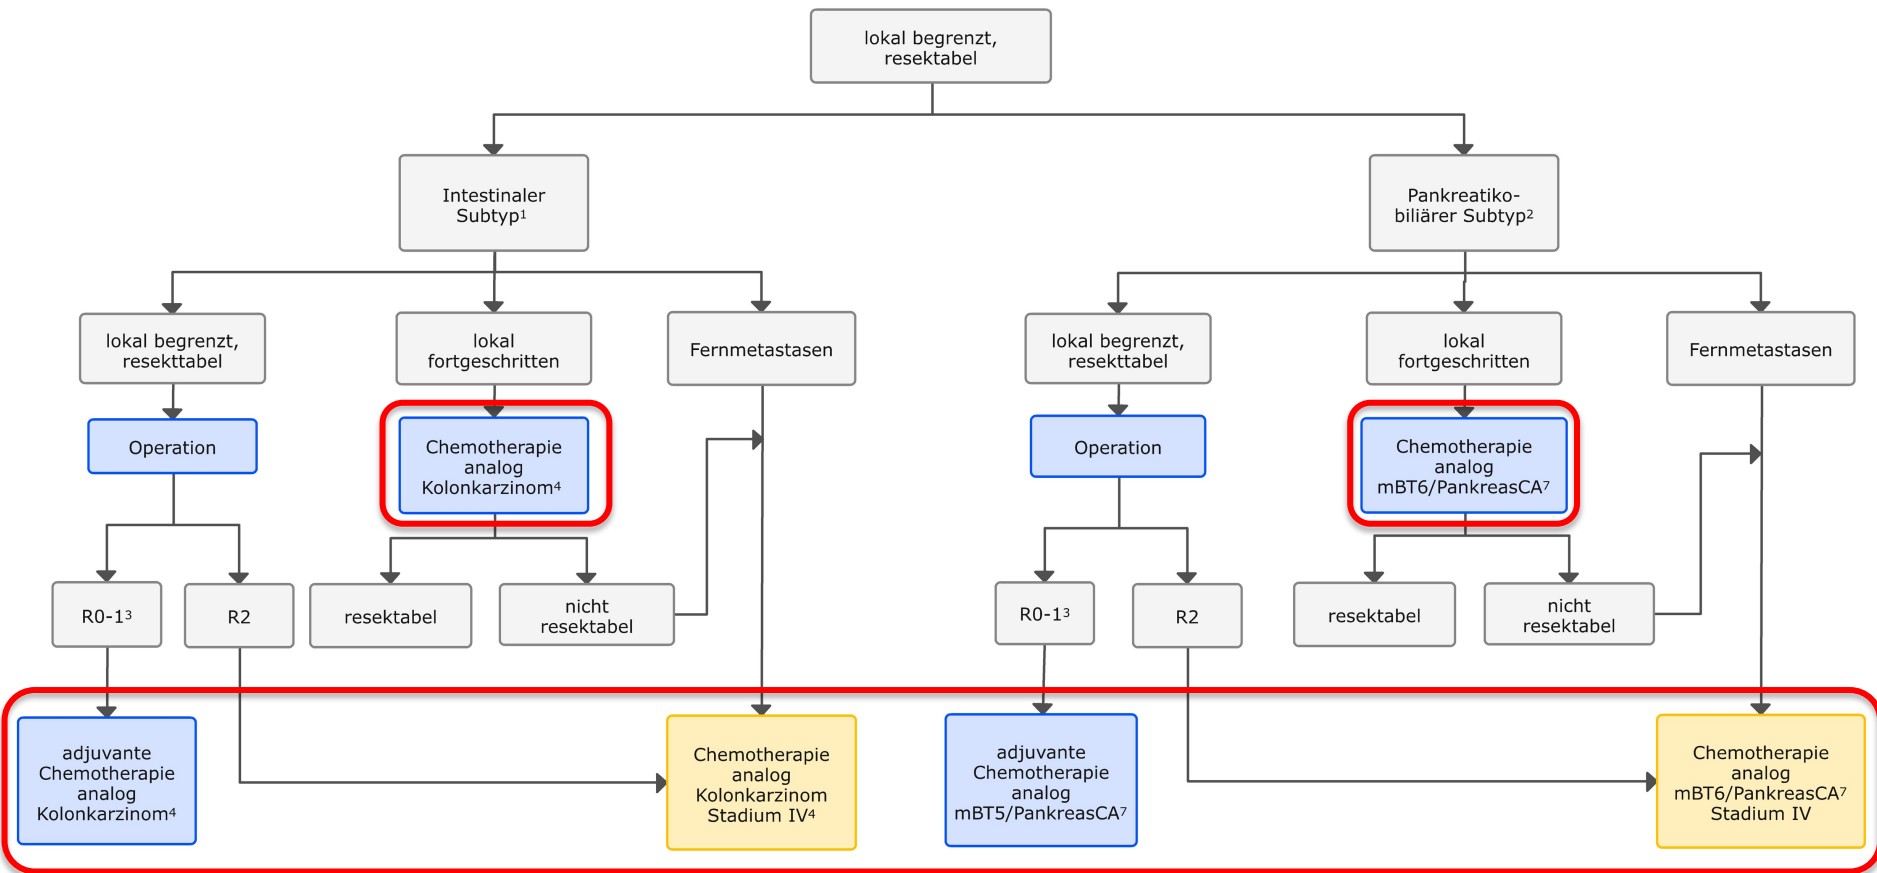 lokal begrenzt,
resektabel
Intestinaler
Subtyp¹
Pankreatiko-
biliärer Subtyp²
lokal begrenzt,
resekttabel
lokal
fortgeschritten
Fernmetastasen
lokal begrenzt,
resekttabel
lokal
fortgeschritten
Fernmetastasen
Operation
Chemotherapie
analog
Kolonkarzinom⁴
Operation
Chemotherapie
analog
mBT6/PankreasCA⁷
R0-1³
R2
resektabel
nicht
resektabel
R0-1³
R2
resektabel
nicht
resektabel
adjuvante
Chemotherapie
analog
Kolonkarzinom⁴
Chemotherapie
analog
Kolonkarzinom
Stadium IV⁴
adjuvante
Chemotherapie
analog
mBT5/PankreasCA⁷
Chemotherapie
analog
mBT6/PankreasCA⁷
Stadium IV